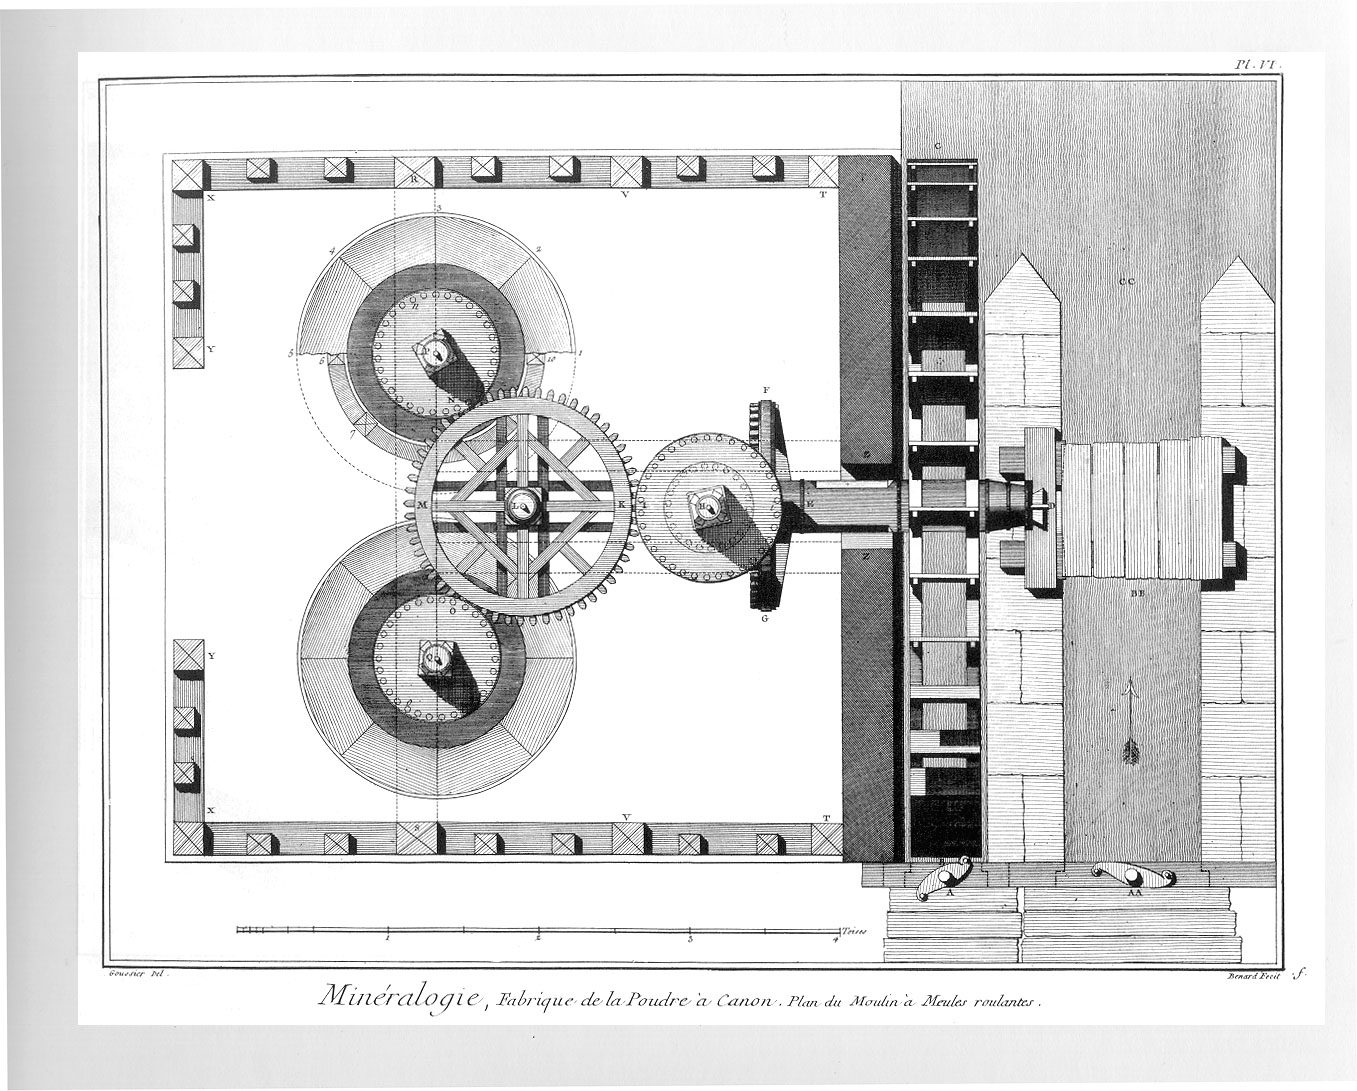 Pl. VI.
G
R
X
V
T
3
4
2
CC
Y
5
6
10
1
N
7
F
M
L
K
H
E
Z
G
BB
Y
X
V
T
8
A
AA
1
2
3
4
Toises
Goussier Del.
Benard Fecit
Minéralogie, Fabrique de la Poudre à Canon. Plan du Moulin à Meules roulantes.